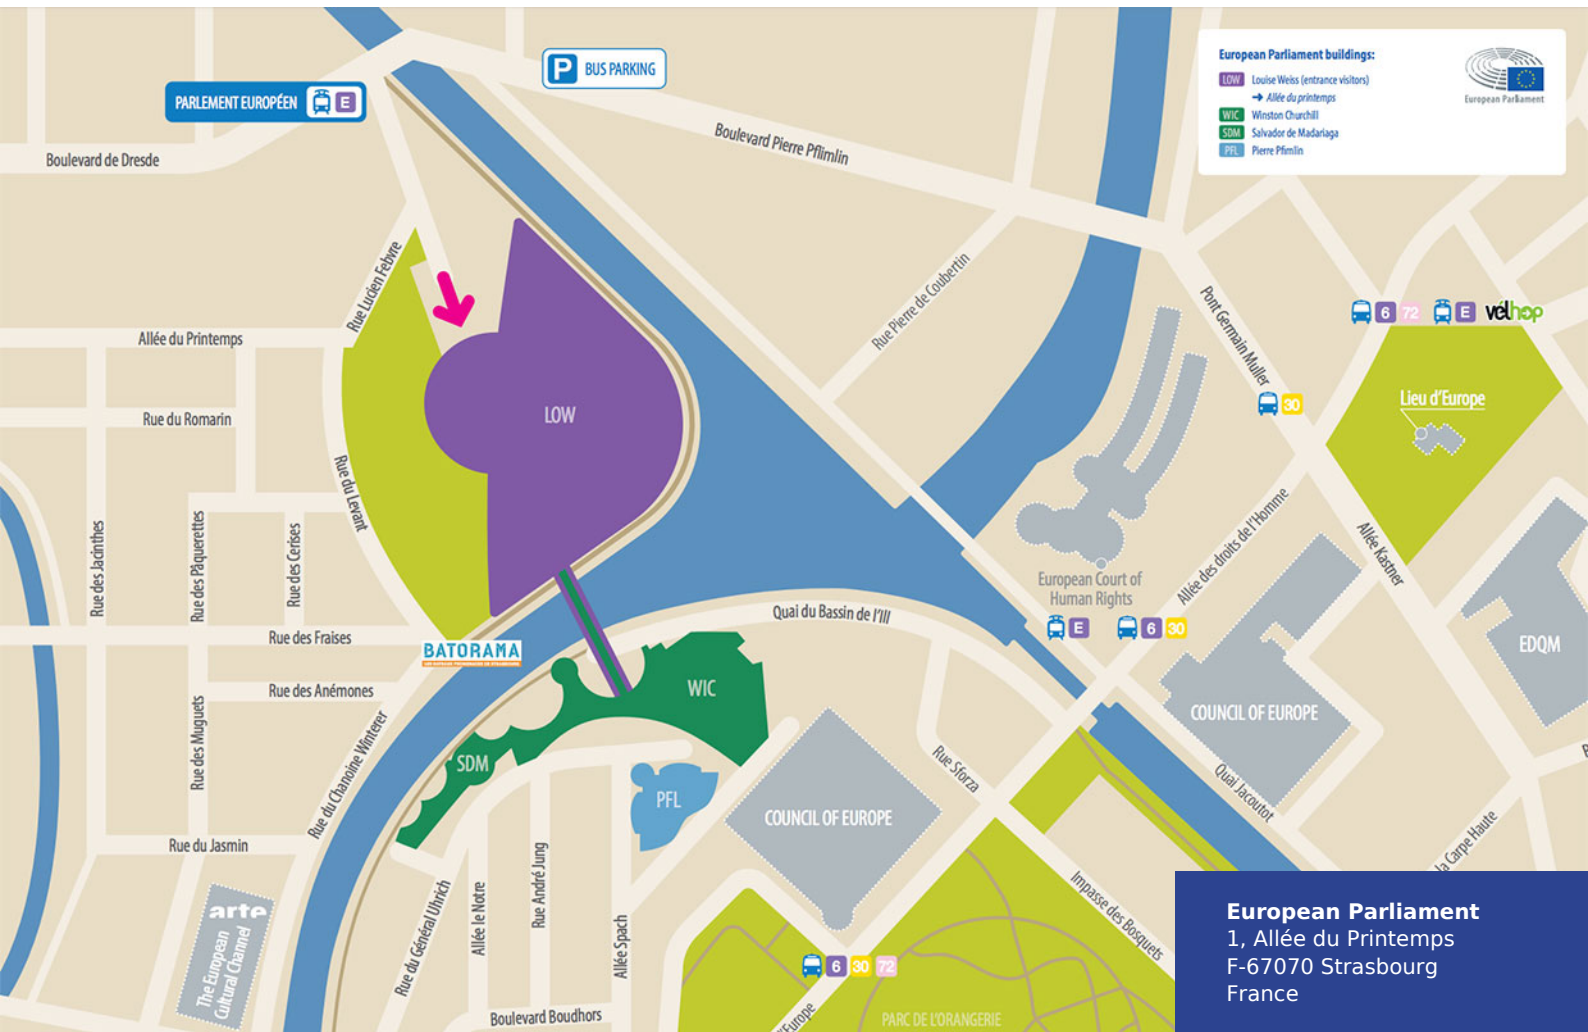 P BUS PARKING
PARLEMENT EUROPÉEN E
European Parliament buildings:
LOW Louise Weiss (entrance visitors)
➔ Allée du printemps
WIC Winston Churchill
SDM Salvador de Madariaga
PFL Pierre Pfimlin
European Parliament
Boulevard de Dresde
Boulevard Pierre Pflimlin
Rue Lucien Febvre
Rue Pierre de Coubertin
Pont Germain Muller
6 72 E vélhop
Allée du Printemps
30
Lieu d'Europe
Rue du Romarin
LOW
Rue du Levant
Rue des Jacinthes
Rue des Pâquerettes
Rue des Cerises
Allée des droits de l'Homme
Allée Kastner
European Court of
Human Rights
E 6 30
Quai du Bassin de l'Ill
Rue des Fraises
BATORAMA
EDQM
Rue des Anémones
WIC
COUNCIL OF EUROPE
Rue des Muguets
Rue du Chanoine Winterer
SDM
PFL
Rue Sforza
Quai Jacoutot
COUNCIL OF EUROPE
Rue du Jasmin
la Carpe Haute
arte
The European
Cultural Channel
Rue du Général Uhrich
Allée le Notre
Rue André Jung
Allée Spach
Impasse des Bosquets
6 30 72
Boulevard Boudhors
l'Europe
PARC DE L'ORANGERIE
European Parliament
1, Allée du Printemps
F-67070 Strasbourg
France